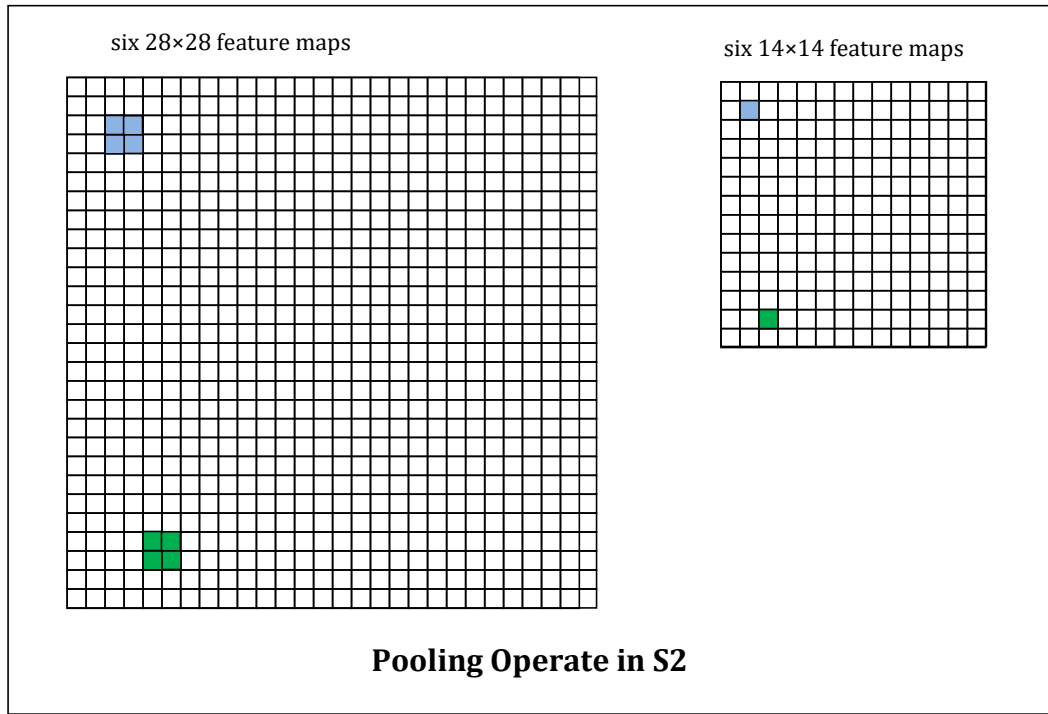 six 28×28 feature maps
six 14×14 feature maps
Pooling Operate in S2